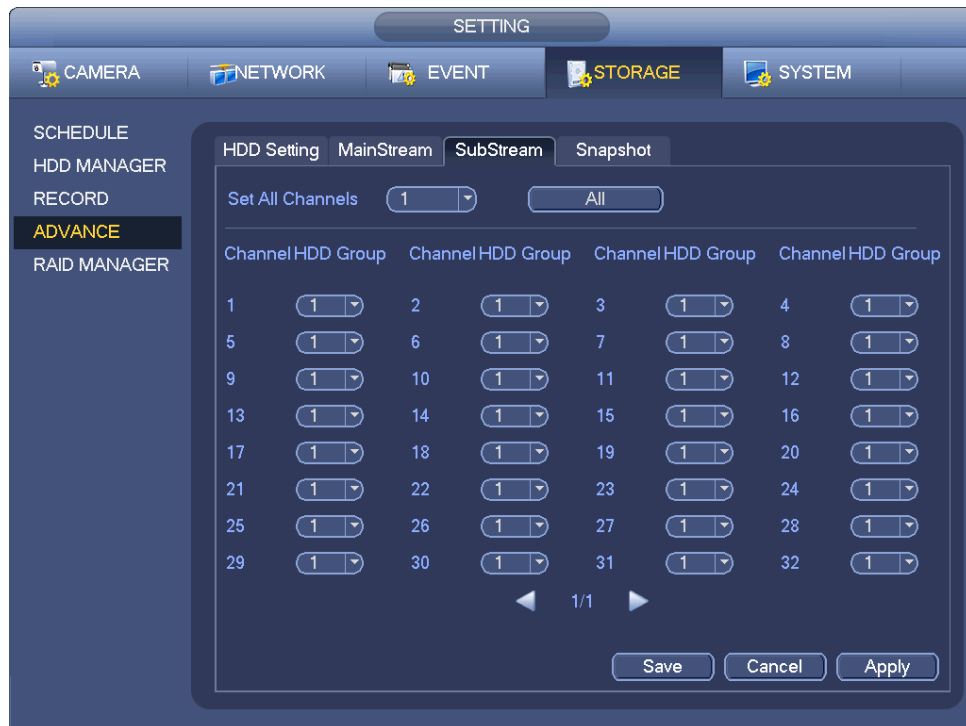 SETTING
CAMERA NETWORK EVENT STORAGE SYSTEM
SCHEDULE
HDD MANAGER
RECORD
ADVANCE
RAID MANAGER
HDD Setting MainStream SubStream Snapshot
Set All Channels 1 All
Channel HDD Group Channel HDD Group Channel HDD Group Channel HDD Group
1 1 2 1 3 1 4 1
5 1 6 1 7 1 8 1
9 1 10 1 11 1 12 1
13 1 14 1 15 1 16 1
17 1 18 1 19 1 20 1
21 1 22 1 23 1 24 1
25 1 26 1 27 1 28 1
29 1 30 1 31 1 32 1
1/1
Save Cancel Apply